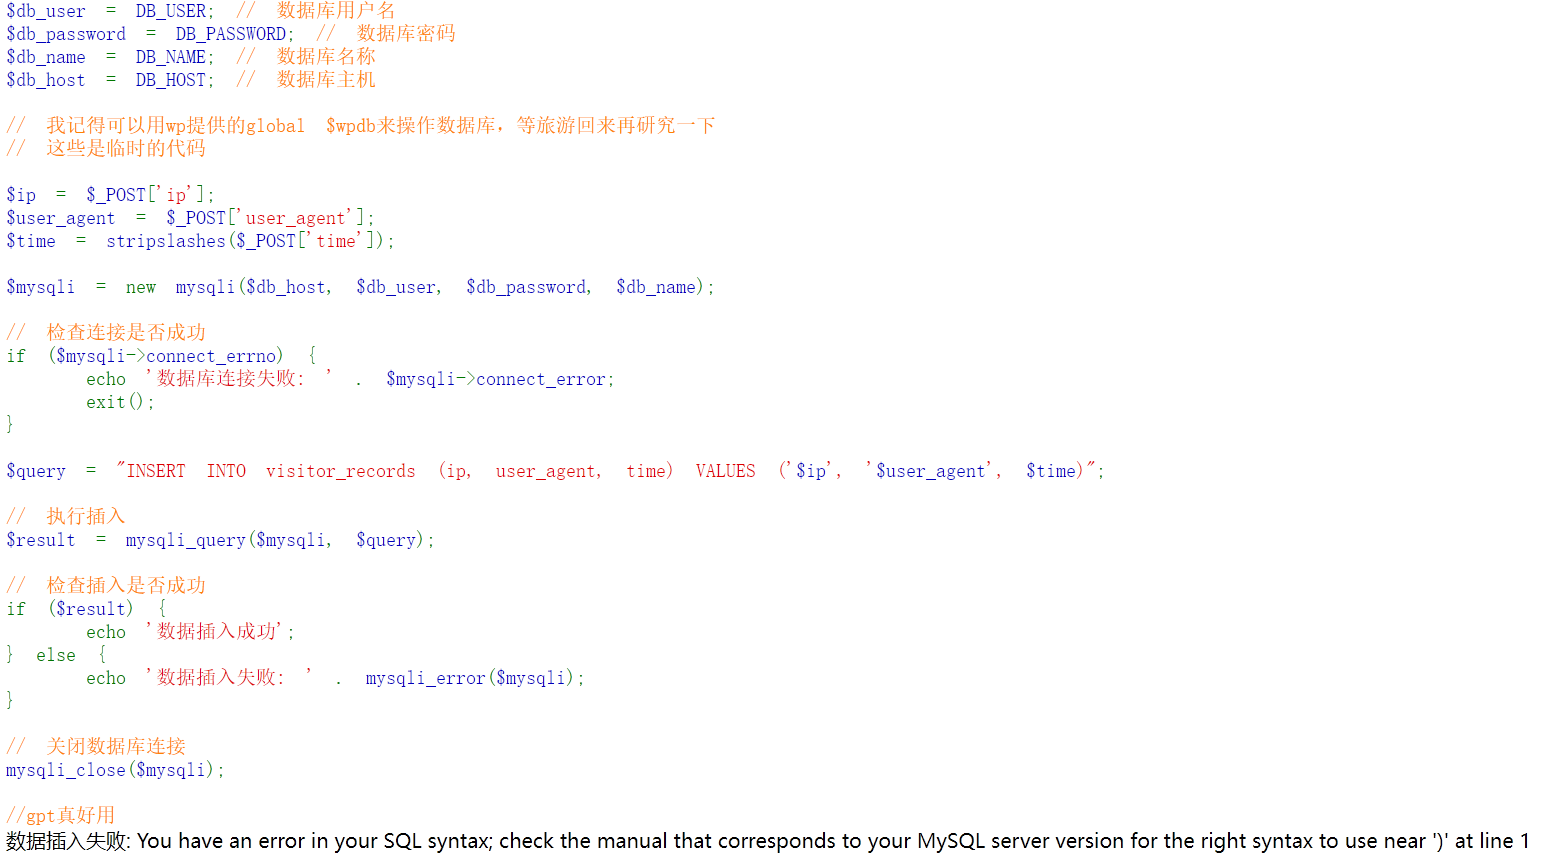 $db_user = DB_USER; // 数据库用户名
$db_password = DB_PASSWORD; // 数据库密码
$db_name = DB_NAME; // 数据库名称
$db_host = DB_HOST; // 数据库主机
// 我记得可以用wp提供的global $wpdb来操作数据库，等旅游回来再研究一下
// 这些是临时的代码
$ip = $_POST['ip'];
$user_agent = $_POST['user_agent'];
$time = stripslashes($_POST['time']);
$mysqli = new mysqli($db_host, $db_user, $db_password, $db_name);
// 检查连接是否成功
if ($mysqli->connect_errno) {
echo '数据库连接失败: ' . $mysqli->connect_error;
exit();
}
$query = "INSERT INTO visitor_records (ip, user_agent, time) VALUES ('$ip', '$user_agent', $time)";
// 执行插入
$result = mysqli_query($mysqli, $query);
// 检查插入是否成功
if ($result) {
echo '数据插入成功';
} else {
echo '数据插入失败: ' . mysqli_error($mysqli);
}
// 关闭数据库连接
mysqli_close($mysqli);
//gpt真好用
数据插入失败: You have an error in your SQL syntax; check the manual that corresponds to your MySQL server version for the right syntax to use near ')' at line 1